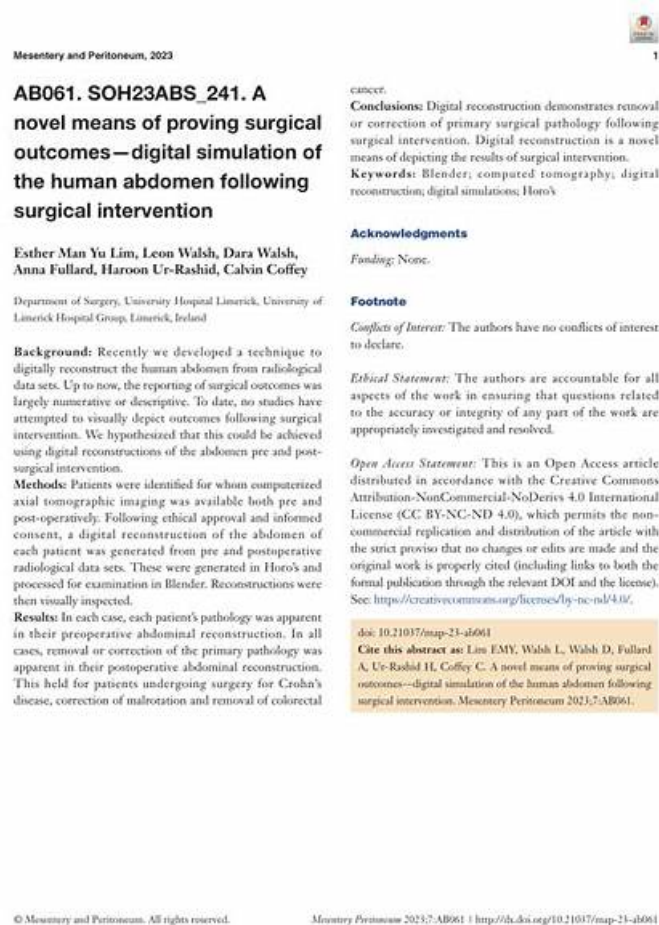 Mesentery and Peritoneum, 2023
1
AB061. SOH23ABS_241. A
novel means of proving surgical
outcomes—digital simulation of
the human abdomen following
surgical intervention
Esther Man Yu Lim, Leon Walsh, Dara Walsh,
Anna Fullard, Haroon Ur-Rashid, Calvin Coffey
Department of Surgery, University Hospital Limerick, University of
Limerick Hospital Group, Limerick, Ireland
Background: Recently we developed a technique to
digitally reconstruct the human abdomen from radiological
data sets. Up to now, the reporting of surgical outcomes was
largely numerative or descriptive. To date, no studies have
attempted to visually depict outcomes following surgical
intervention. We hypothesized that this could be achieved
using digital reconstructions of the abdomen pre and post-
surgical intervention.
Methods: Patients were identified for whom computerized
axial tomographic imaging was available both pre and
post-operatively. Following ethical approval and informed
consent, a digital reconstruction of the abdomen of
each patient was generated from pre and postoperative
radiological data sets. These were generated in Horo's and
processed for examination in Blender. Reconstructions were
then visually inspected.
Results: In each case, each patient's pathology was apparent
in their preoperative abdominal reconstruction. In all
cases, removal or correction of the primary pathology was
apparent in their postoperative abdominal reconstruction.
This held for patients undergoing surgery for Crohn's
disease, correction of malrotation and removal of colorectal
cancer.
Conclusions: Digital reconstruction demonstrates removal
or correction of primary surgical pathology following
surgical intervention. Digital reconstruction is a novel
means of depicting the results of surgical intervention.
Keywords: Blender; computed tomography; digital
reconstruction; digital simulations; Horo's
Acknowledgments
Funding: None.
Footnote
Conflicts of Interest: The authors have no conflicts of interest
to declare.
Ethical Statement: The authors are accountable for all
aspects of the work in ensuring that questions related
to the accuracy or integrity of any part of the work are
appropriately investigated and resolved.
Open Access Statement: This is an Open Access article
distributed in accordance with the Creative Commons
Attribution-NonCommercial-NoDerivs 4.0 International
License (CC BY-NC-ND 4.0), which permits the non-
commercial replication and distribution of the article with
the strict proviso that no changes or edits are made and the
original work is properly cited (including links to both the
formal publication through the relevant DOI and the license).
See: https://creativecommons.org/licenses/by-nc-nd/4.0/.
doi: 10.21037/map-23-ab061
Cite this abstract as: Lim EMY, Walsh L, Walsh D, Fullard
A, Ur-Rashid H, Coffey C. A novel means of proving surgical
outcomes—digital simulation of the human abdomen following
surgical intervention. Mesentery Peritoneum 2023;7:AB061.
© Mesentery and Peritoneum. All rights reserved.
Mesentery Peritoneum 2023;7:AB061 | http://dx.doi.org/10.21037/map-23-ab061